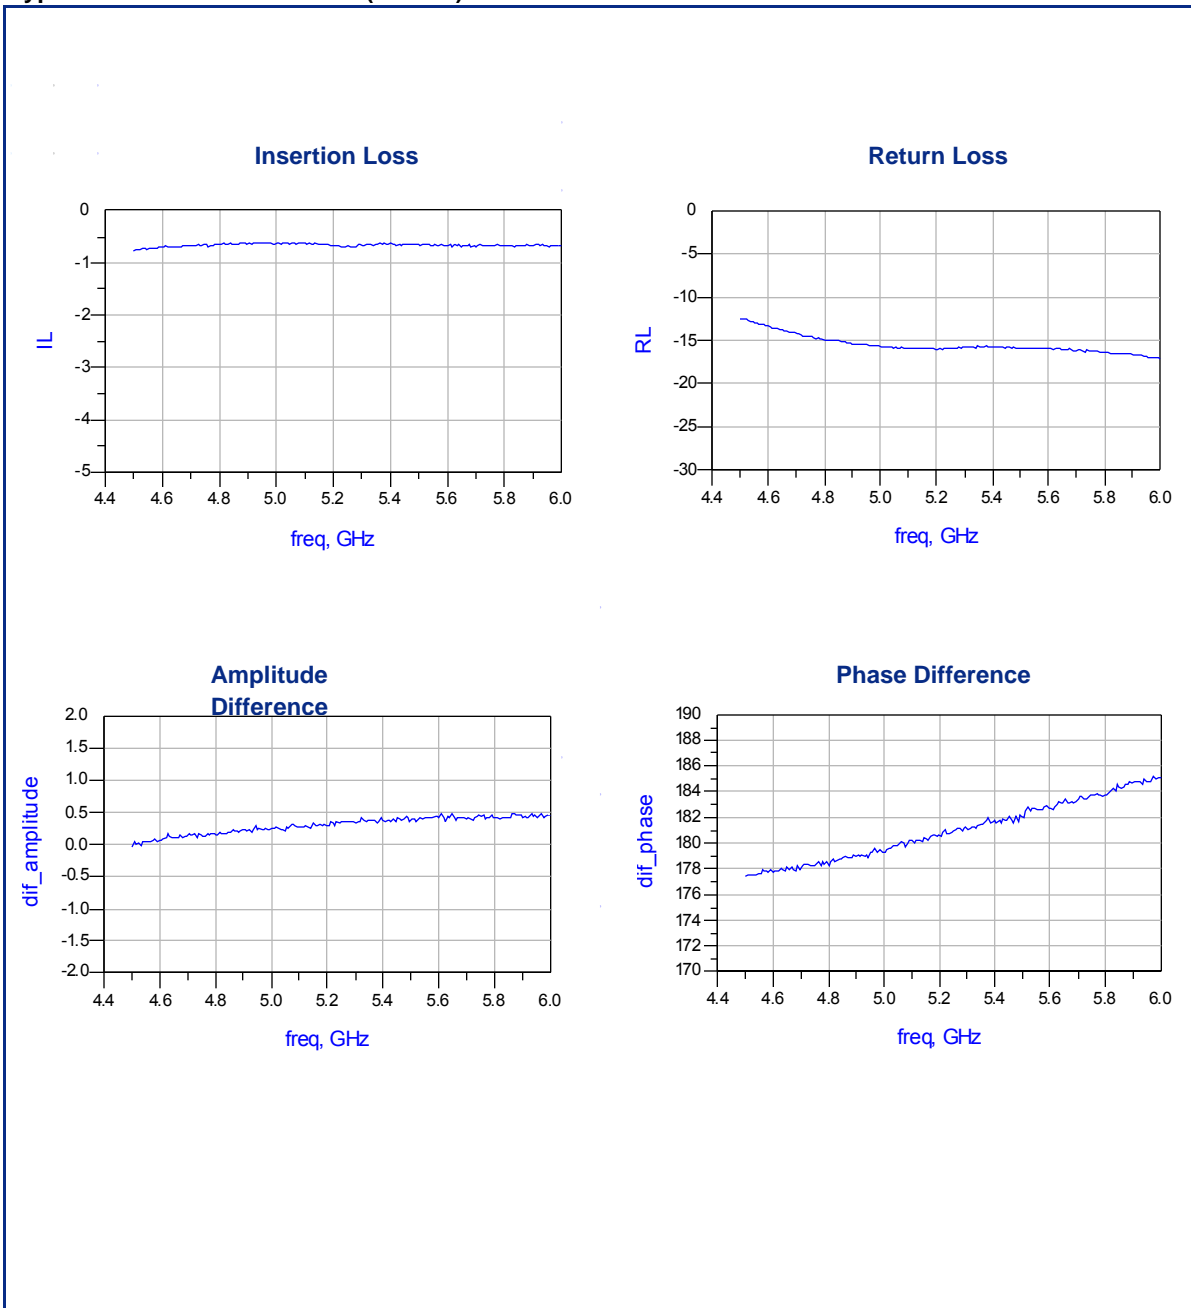 Insertion Loss
0
-1
-2
-3
-4
-5
IL
4.4 4.6 4.8 5.0 5.2 5.4 5.6 5.8 6.0
freq, GHz
Return Loss
0
-5
-10
-15
-20
-25
-30
RL
4.4 4.6 4.8 5.0 5.2 5.4 5.6 5.8 6.0
freq, GHz
Amplitude
Difference
2.0
1.5
1.0
0.5
0.0
-0.5
-1.0
-1.5
-2.0
dif_amplitude
4.4 4.6 4.8 5.0 5.2 5.4 5.6 5.8 6.0
freq, GHz
Phase Difference
190
188
186
184
182
180
178
176
174
172
170
dif_phase
4.4 4.6 4.8 5.0 5.2 5.4 5.6 5.8 6.0
freq, GHz